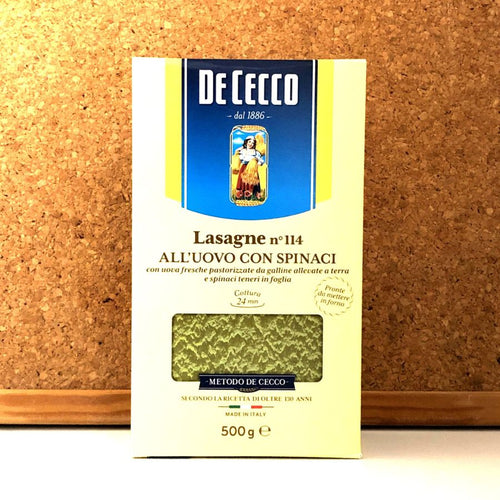 DE CECCO
dal 1886
Lasagne n° 114
ALL'UOVO CON SPINACI
con uova fresche pastorizzate da galline allevate a terra
e spinaci teneri in foglia
Cottura
24 min
Pronte
da mettere
in forno
METODO DE CECCO
SECONDO LA RICETTA DI OLTRE 130 ANNI
MADE IN ITALY
500g e